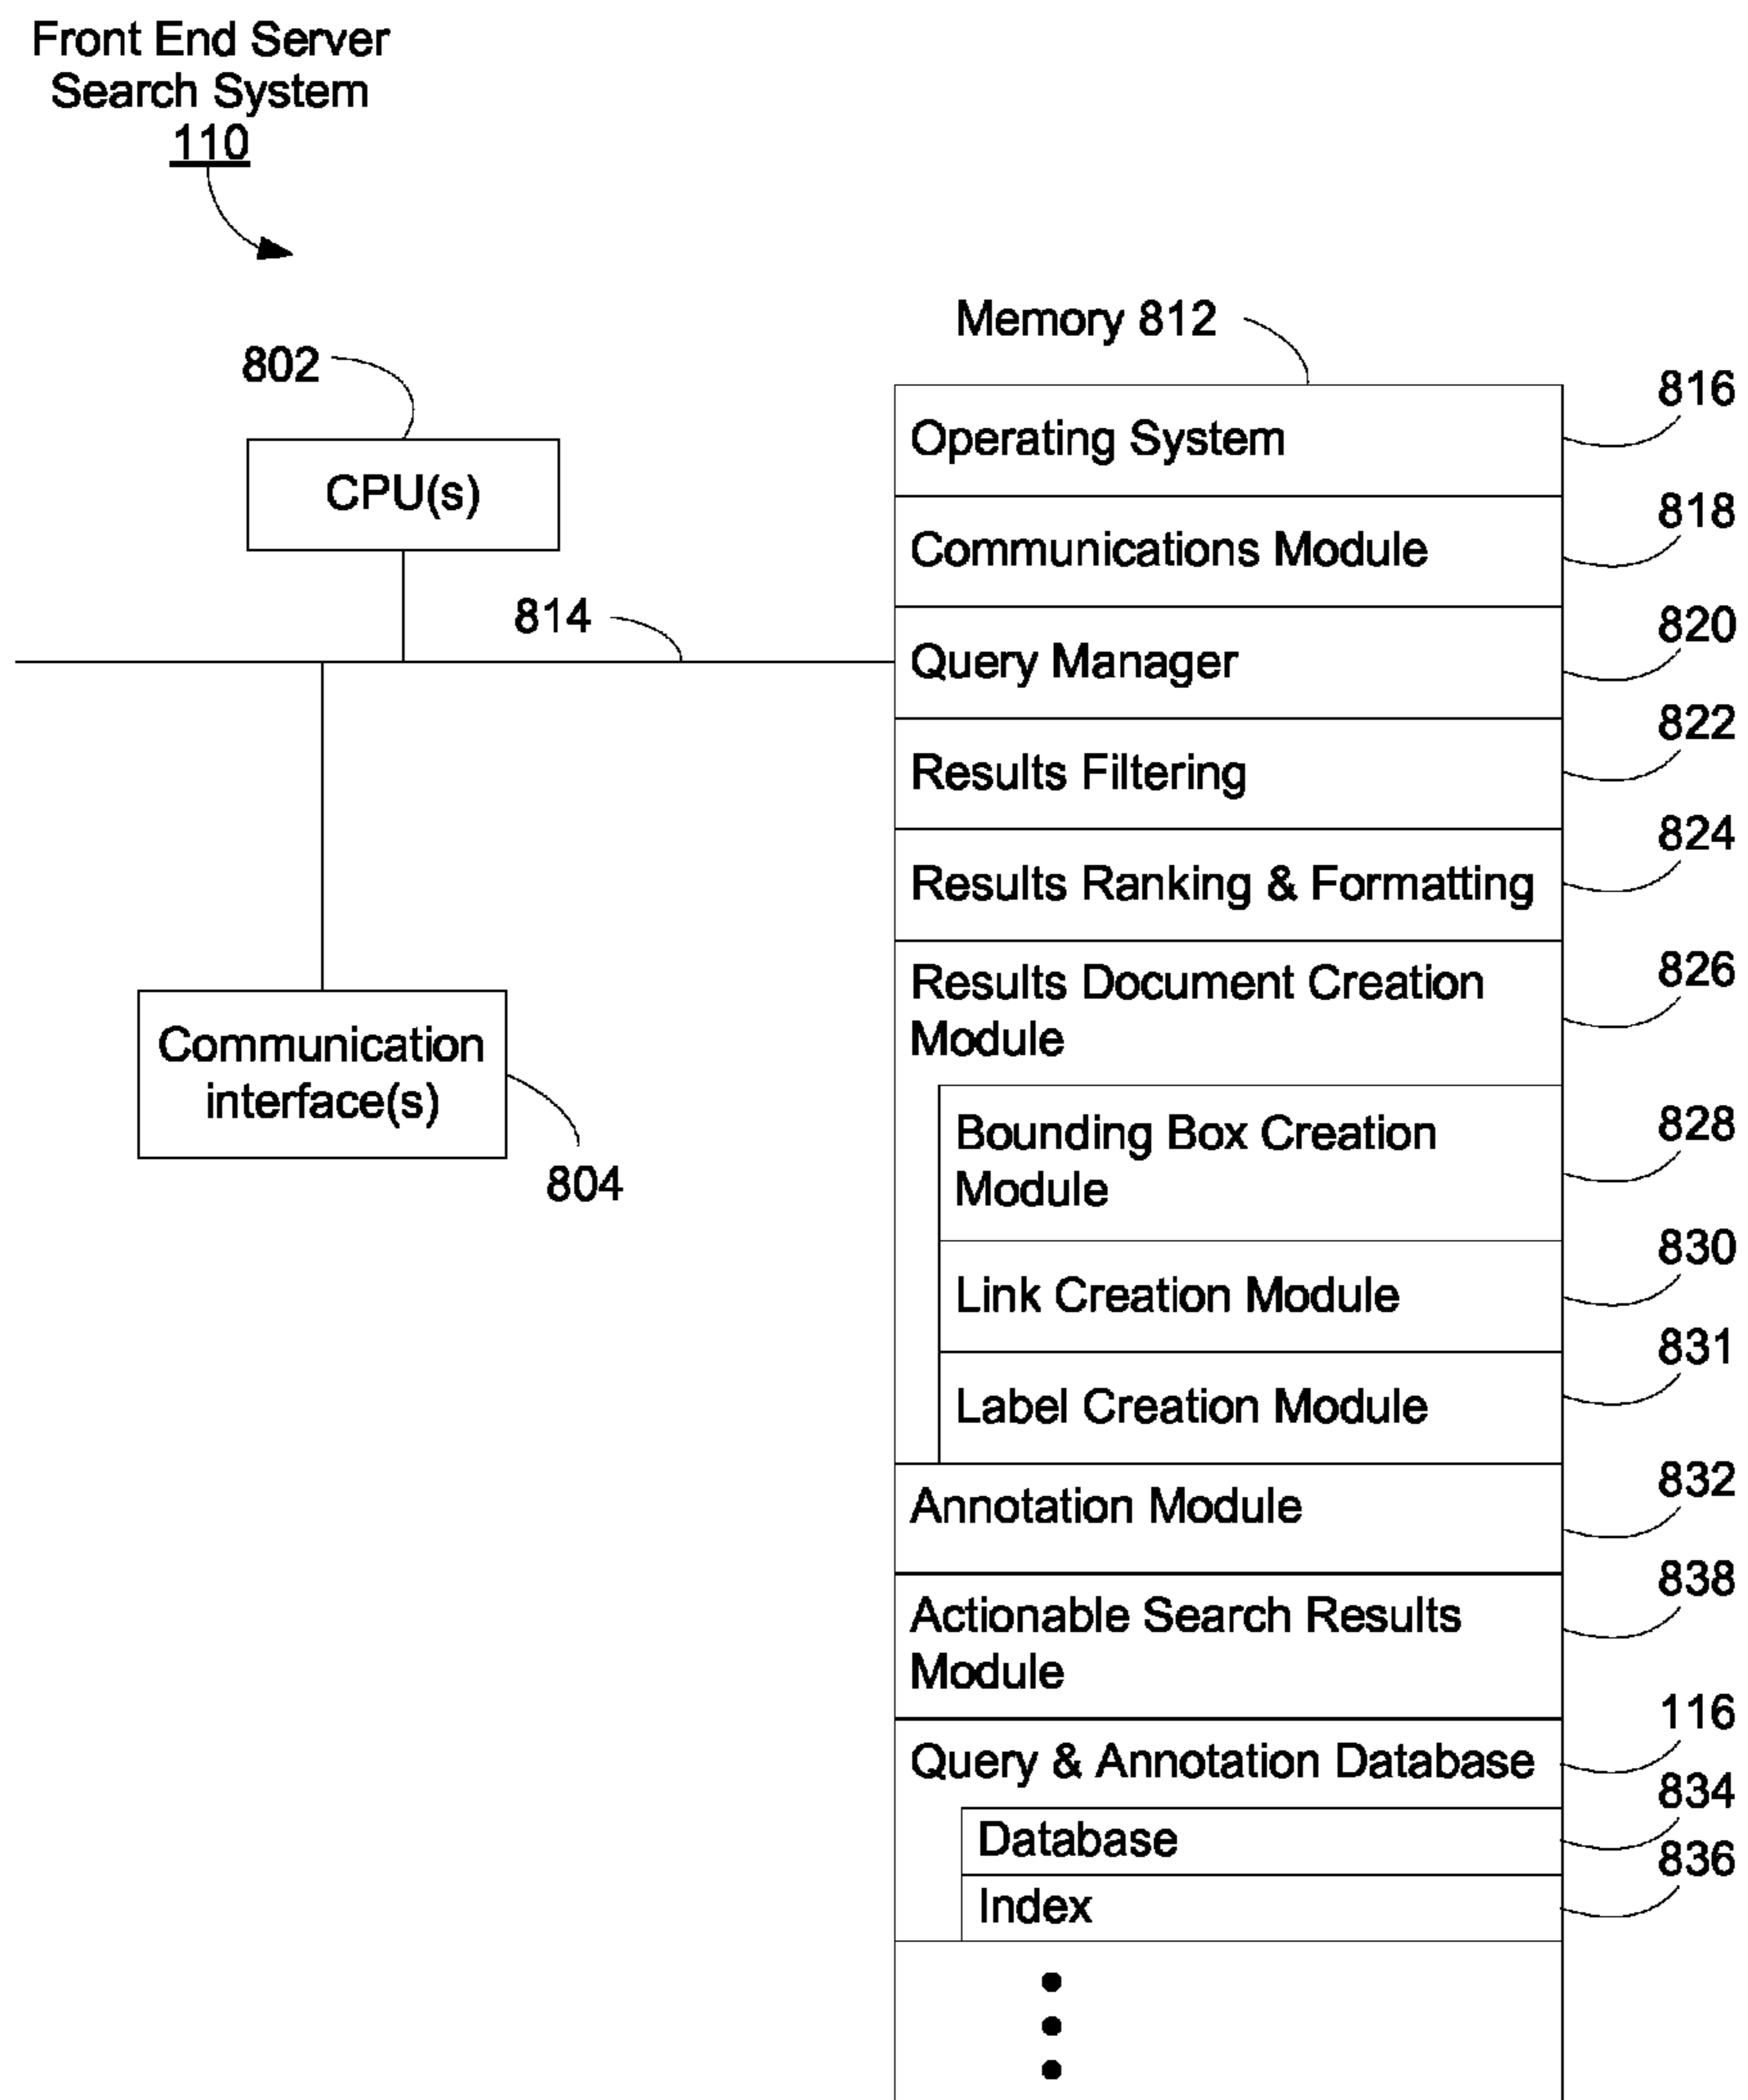 Front End Server
Search System
110
Memory 812
802
816
Operating System
CPU(s)
818
Communications Module
814
820
Query Manager
822
Results Filtering
824
Results Ranking & Formatting
826
Results Document Creation
Module
Communication
interface(s)
804
828
Bounding Box Creation
Module
830
Link Creation Module
831
Label Creation Module
832
Annotation Module
838
Actionable Search Results
Module
116
Query & Annotation Database
834
Database
836
Index